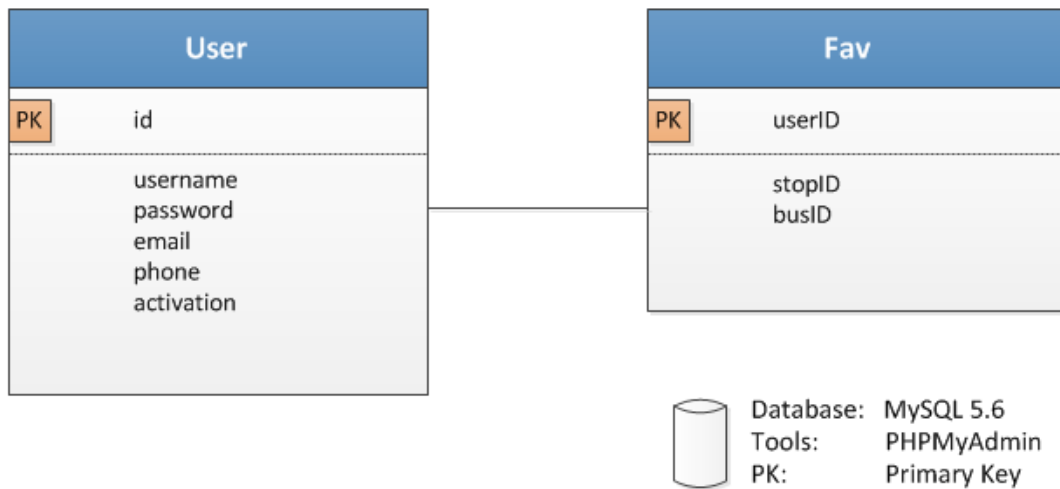 User
PK id
username
password
email
phone
activation
Fav
PK userID
stopID
busID
Database: MySQL 5.6
Tools: PHPMyAdmin
PK: Primary Key